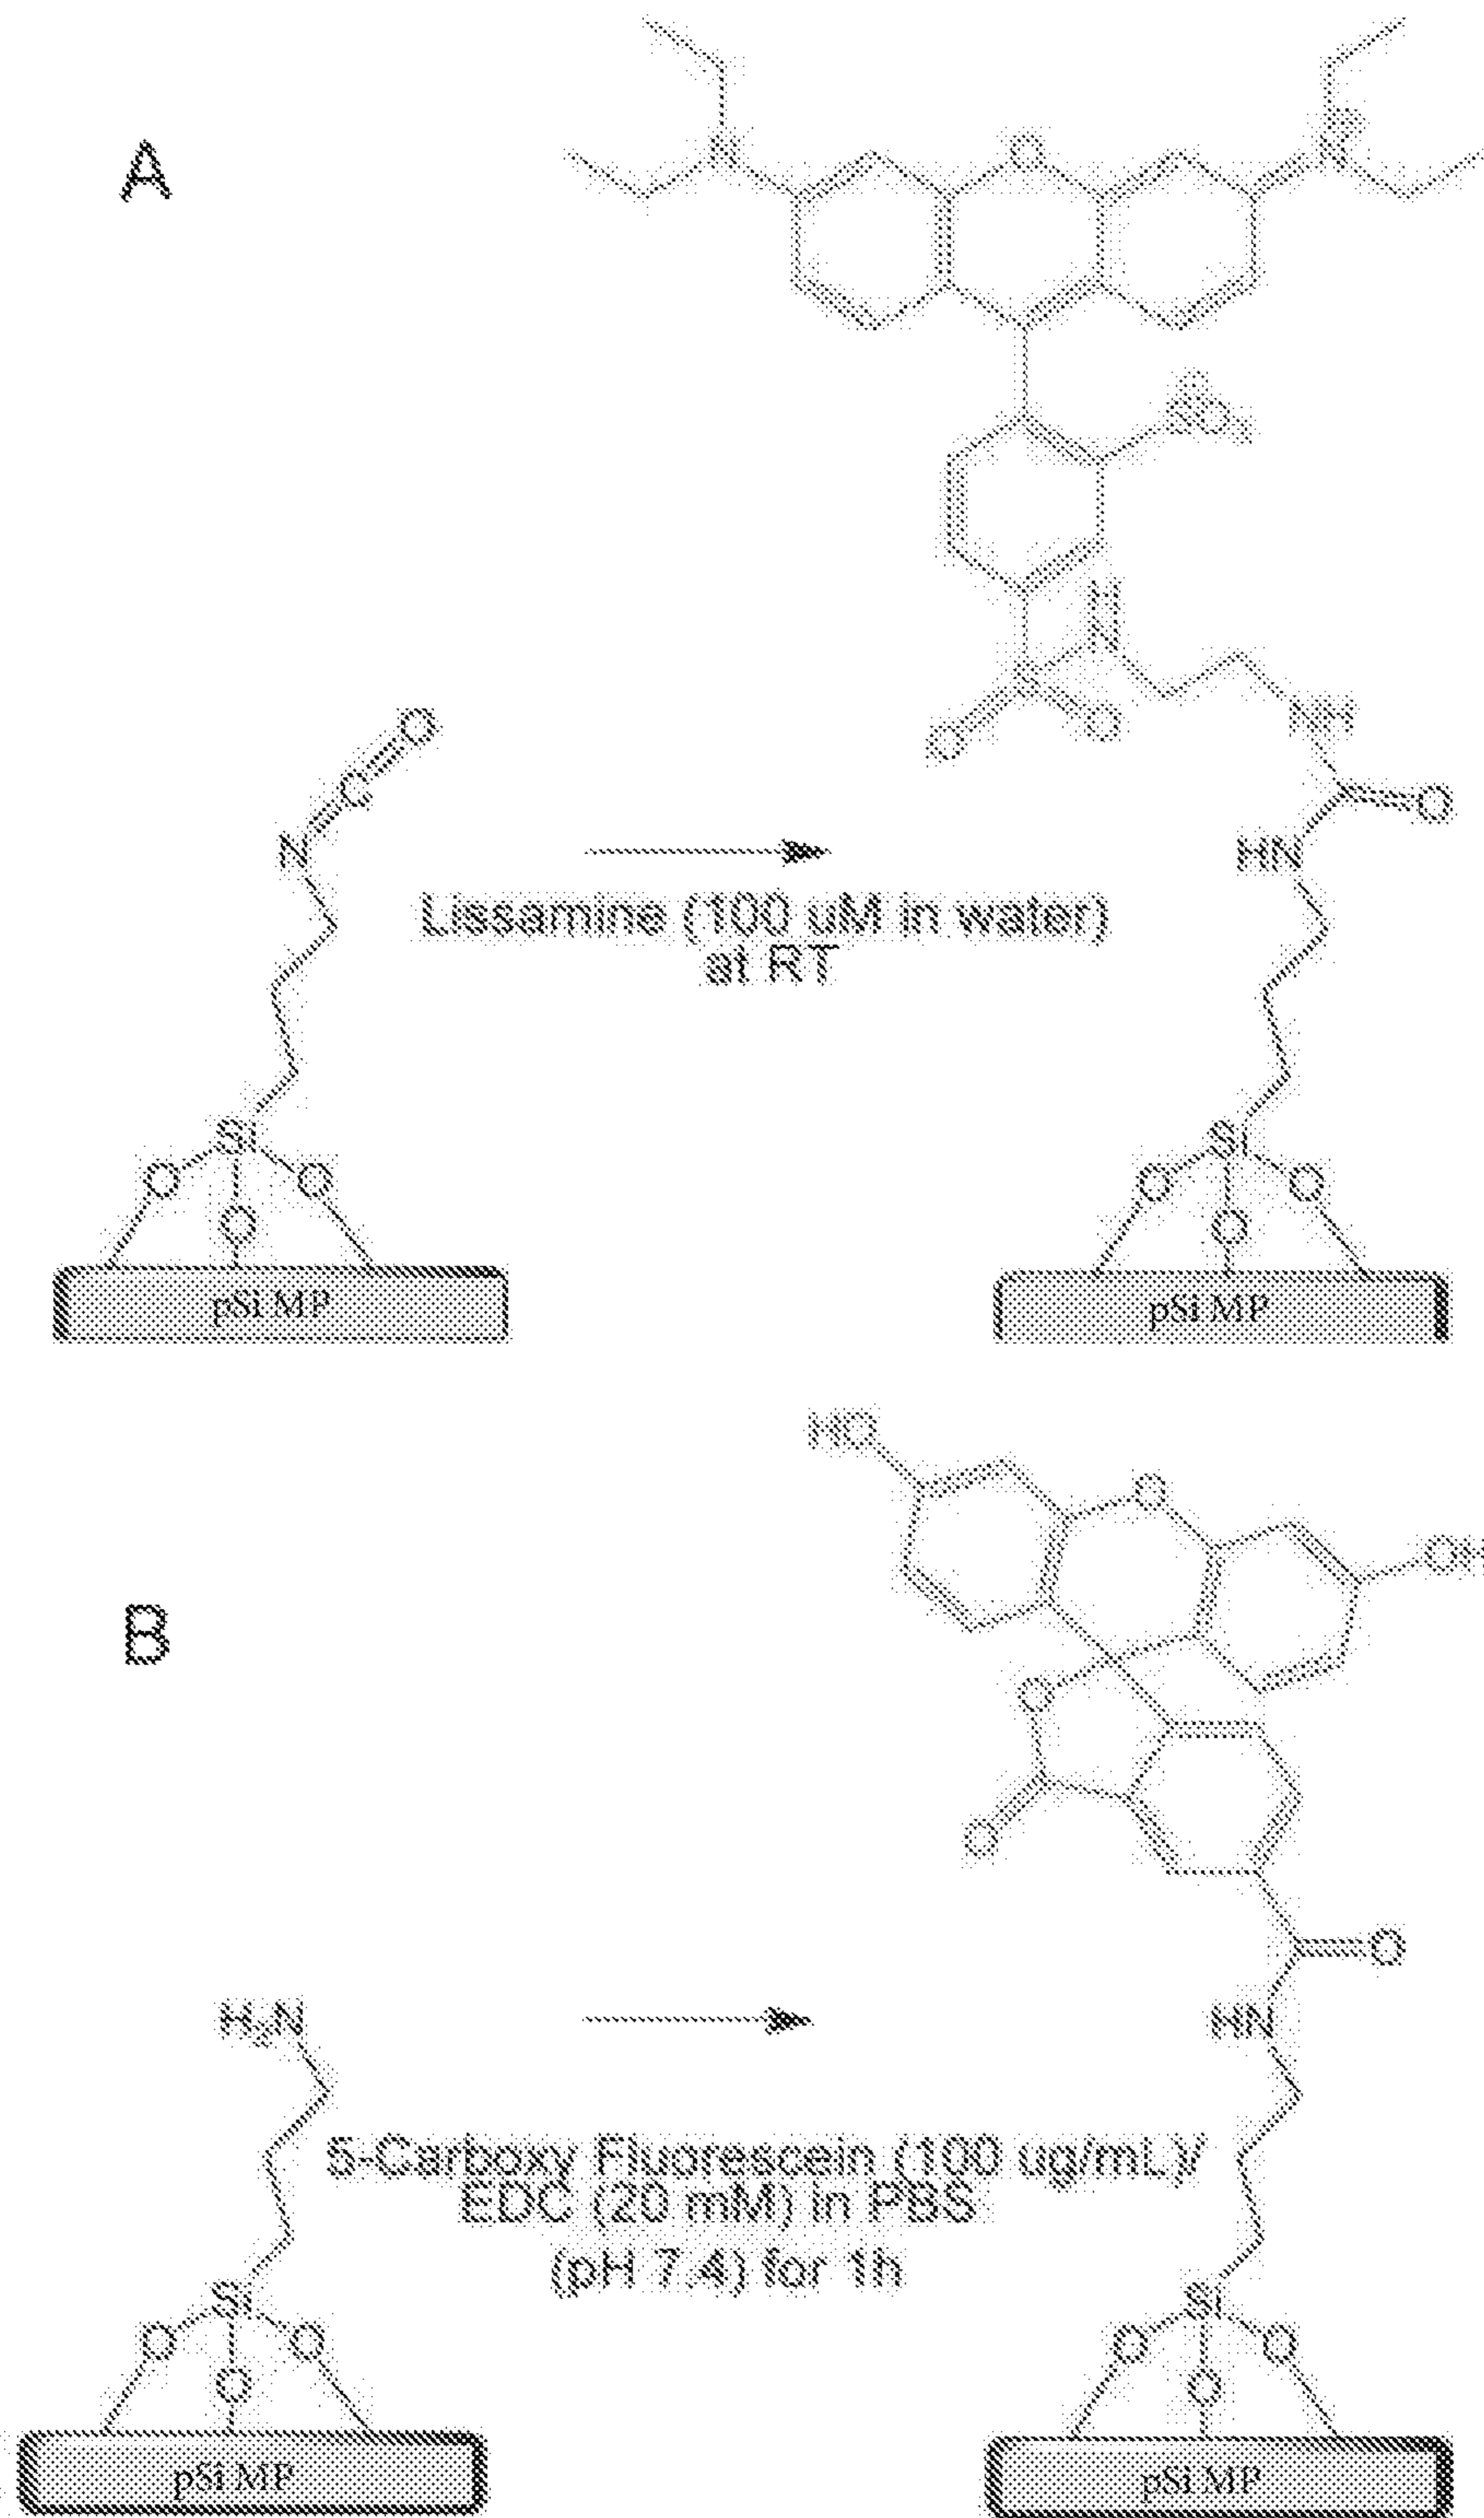 A
N
O
N⊕
SO₃
H
N
S
O
O
NH
O
C
N
O
HN
Lissamine (100 uM in water)
at RT
Si
O
O
O
pSi MP
Si
O
O
O
pSi MP
HO
O
OH
B
O
O
O
H₂N
HN
5-Carboxy Fluorescein (100 ug/mL)/
EDC (20 mM) in PBS
(pH 7.4) for 1h
Si
O
O
O
pSi MP
Si
O
O
O
pSi MP